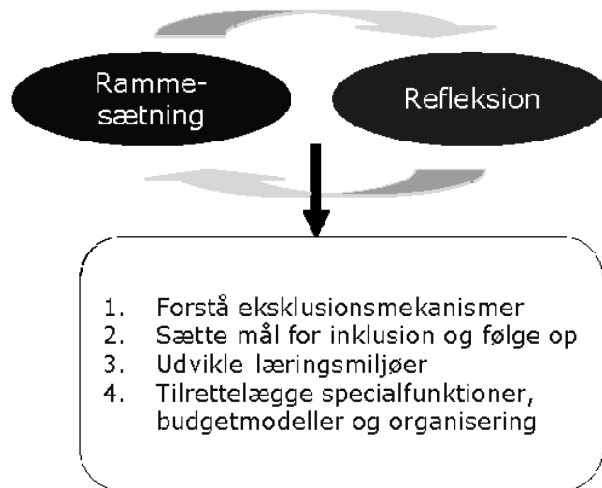 Ramme-
sætning
Refleksion
1. Forstå eksklusionsmekanismer
2. Sætte mål for inklusion og følge op
3. Udvikle læringsmiljøer
4. Tilrettelægge specialfunktioner,
budgetmodeller og organisering